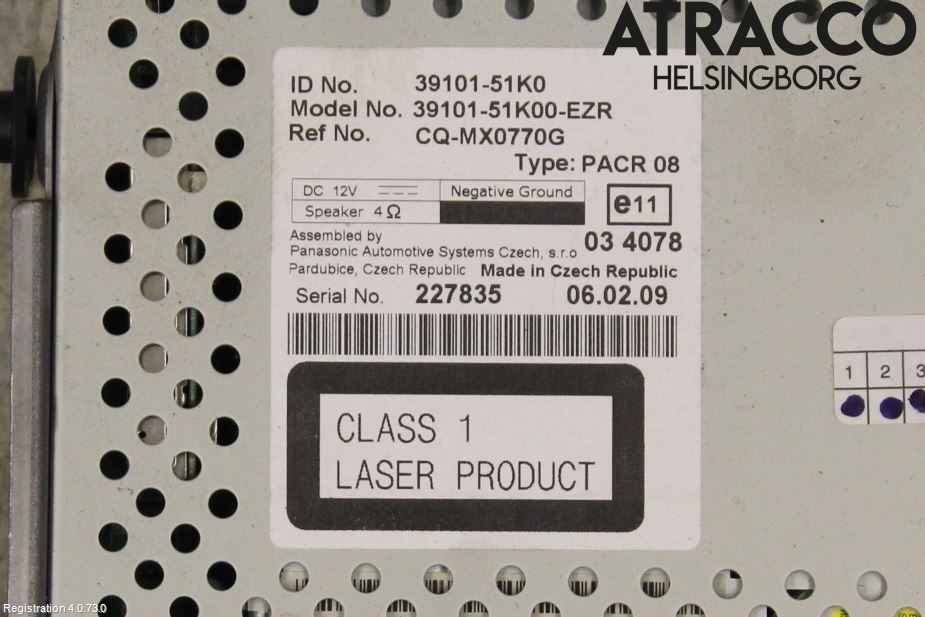 ATRACCO
HELSINGBORG
ID No. 39101-51K0
Model No. 39101-51K00-EZR
Ref No. CQ-MX0770G
Type: PACR 08
DC 12V Negative Ground
Speaker 4Ω
e11
03 4078
Assembled by
Panasonic Automotive Systems Czech, s.r.o
Pardubice, Czech Republic Made in Czech Republic
Serial No. 227835 06.02.09
CLASS 1
LASER PRODUCT
1 2 3
Registration 4.0.73.0